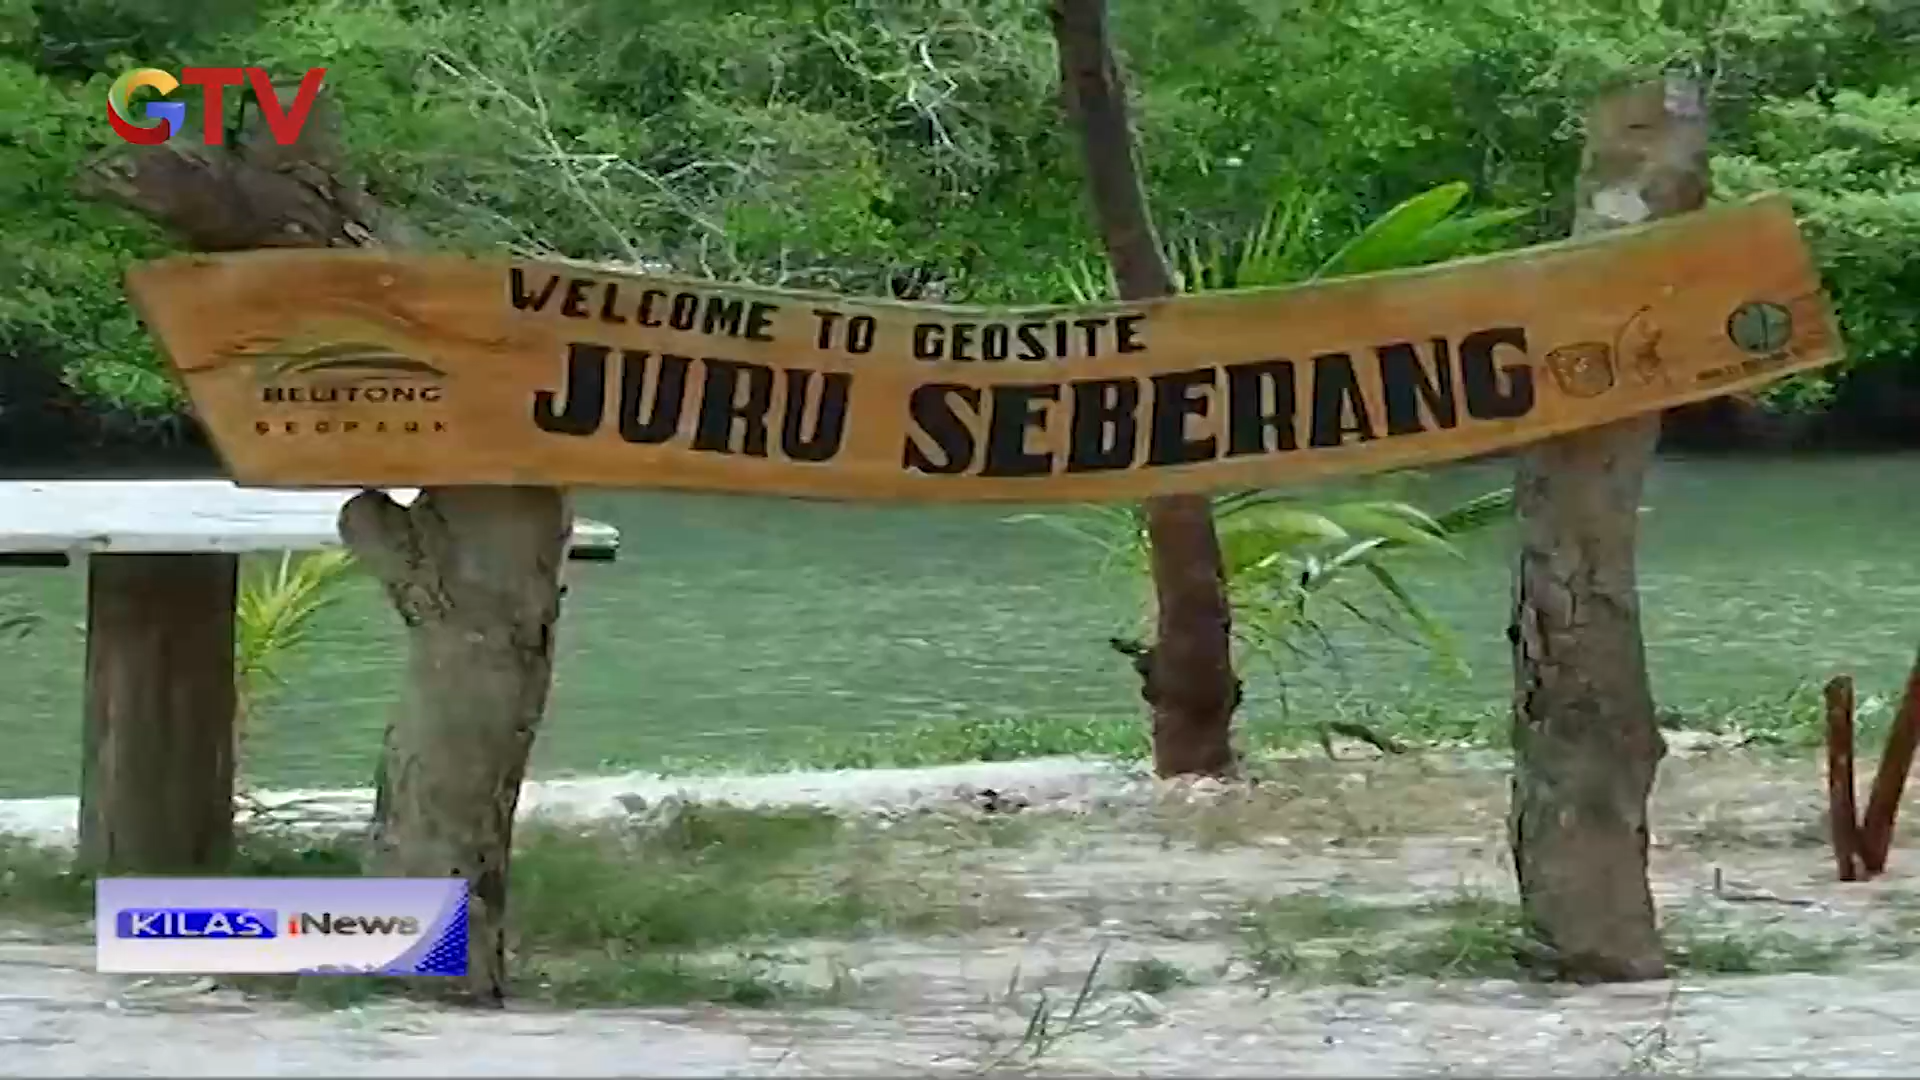 GTV
WELCOME TO GEOSITE
JURU SEBERANG
BELITONG
GEOPARK
KILAS iNews